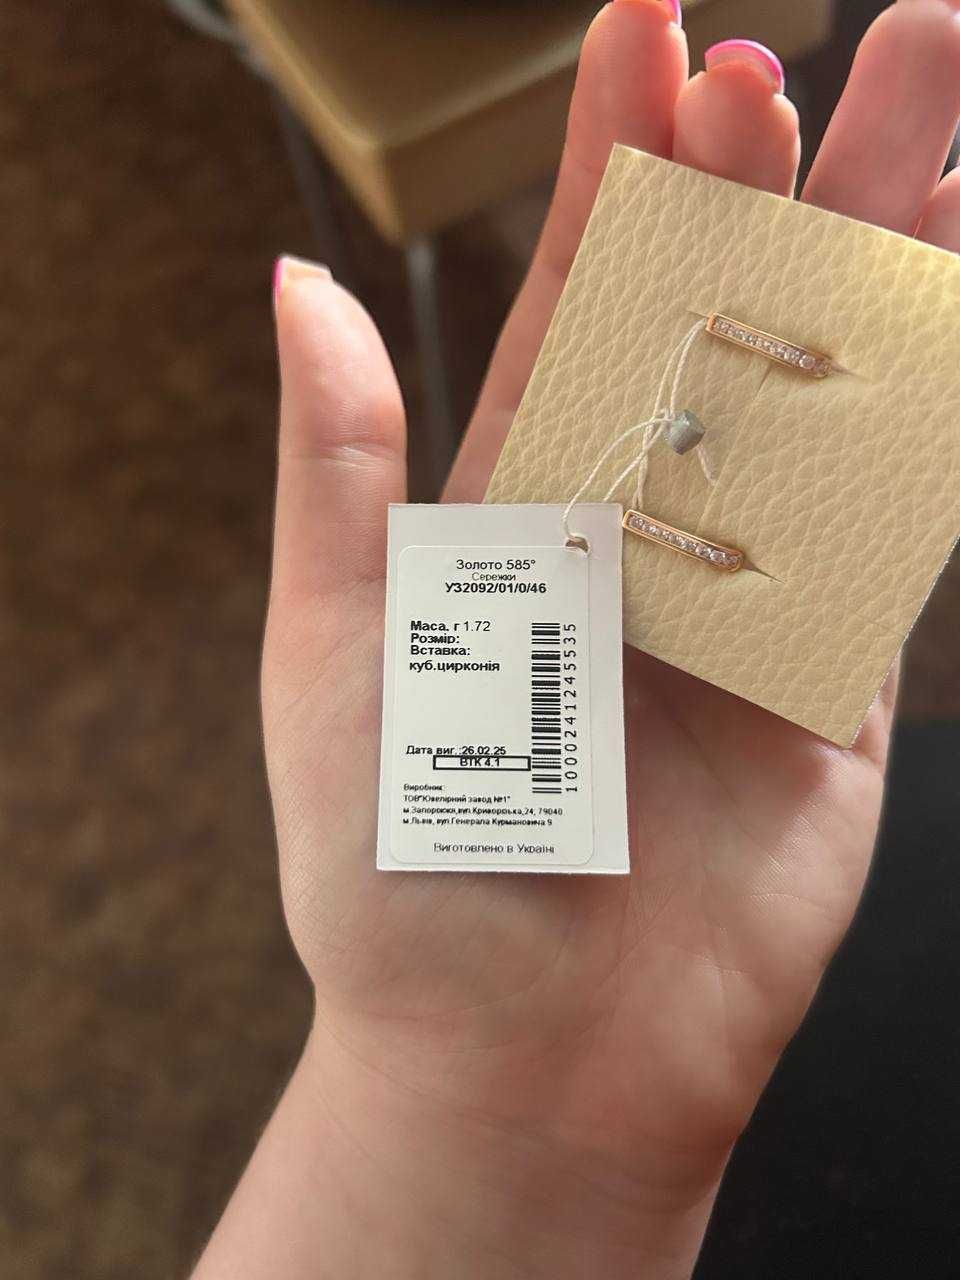 Золото 585°
Сережки
УЗ2092/01/0/46
Маса, г 1.72
Розмір:
Вставка:
куб.цирконія
1000241245535
Дата виг.:26.02.25
ВТК 4.1
Виробник:
ТОВ"Ювелірний завод №1"
м.Запоріжжя,вул.Криворізька,24, 79040
м.Львів, вул.Генерала Курмановича 9
Виготовлено в Україні